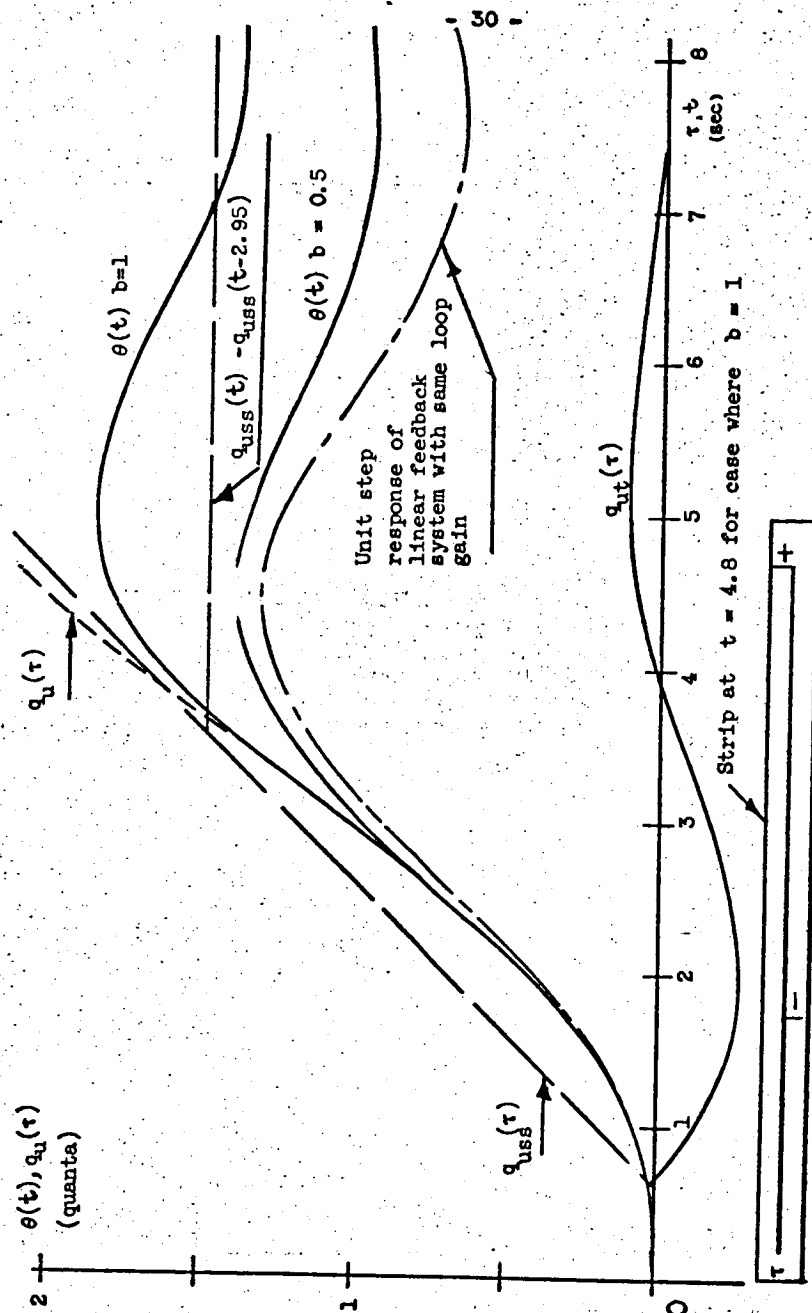 - 30 -
θ(t), q_u(τ)
(quanta)
2
1
0
q_u(τ)
θ(t) b=1
q_uss(t) -q_uss(t-2.95)
θ(t) b = 0.5
Unit step
response of
linear feedback
system with same loop
gain
q_uss(τ)
q_ut(τ)
1
2
3
4
5
6
7
8
τ,t
(sec)
Strip at t = 4.8 for case where b = 1
τ
-
+